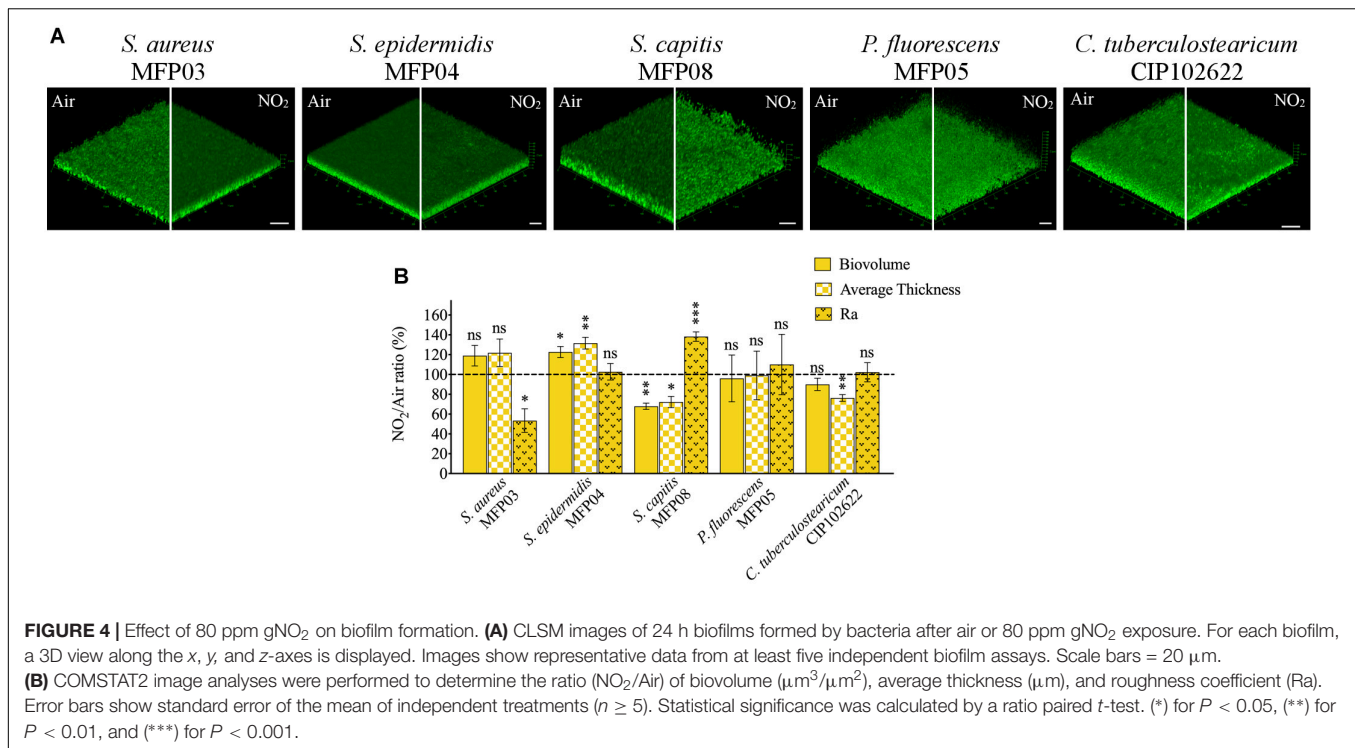 A
S. aureus
MFP03
S. epidermidis
MFP04
S. capitis
MFP08
P. fluorescens
MFP05
C. tuberculostearicum
CIP102622
Air NO₂
Air NO₂
Air NO₂
Air NO₂
Air NO₂
B
Biovolume
Average Thickness
Ra
NO₂/Air ratio (%)
160
140
120
100
80
60
40
20
0
ns ns *
* ** ns
** * ***
ns ns ns
ns ** ns
S. aureus
MFP03
S. epidermidis
MFP04
S. capitis
MFP08
P. fluorescens
MFP05
C. tuberculostearicum
CIP102622
FIGURE 4 | Effect of 80 ppm gNO₂ on biofilm formation. (A) CLSM images of 24 h biofilms formed by bacteria after air or 80 ppm gNO₂ exposure. For each biofilm,
a 3D view along the x, y, and z-axes is displayed. Images show representative data from at least five independent biofilm assays. Scale bars = 20 μm.
(B) COMSTAT2 image analyses were performed to determine the ratio (NO₂/Air) of biovolume (μm³/μm²), average thickness (μm), and roughness coefficient (Ra).
Error bars show standard error of the mean of independent treatments (n ≥ 5). Statistical significance was calculated by a ratio paired t-test. (*) for P < 0.05, (**) for
P < 0.01, and (***) for P < 0.001.